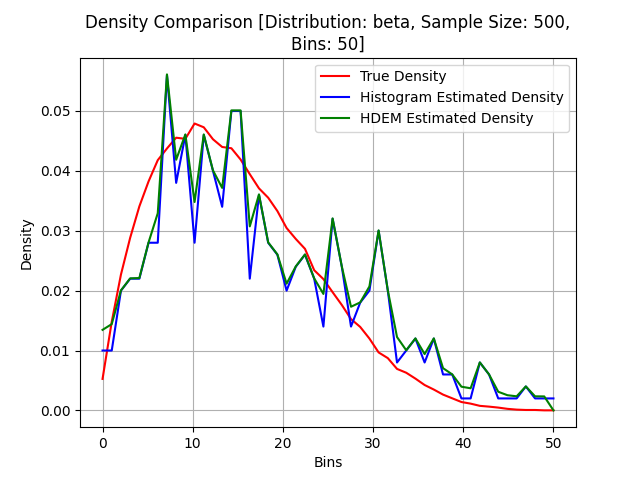 Density Comparison [Distribution: beta, Sample Size: 500,
Bins: 50]
True Density
Histogram Estimated Density
HDEM Estimated Density
Density
0.05
0.04
0.03
0.02
0.01
0.00
0 10 20 30 40 50
Bins